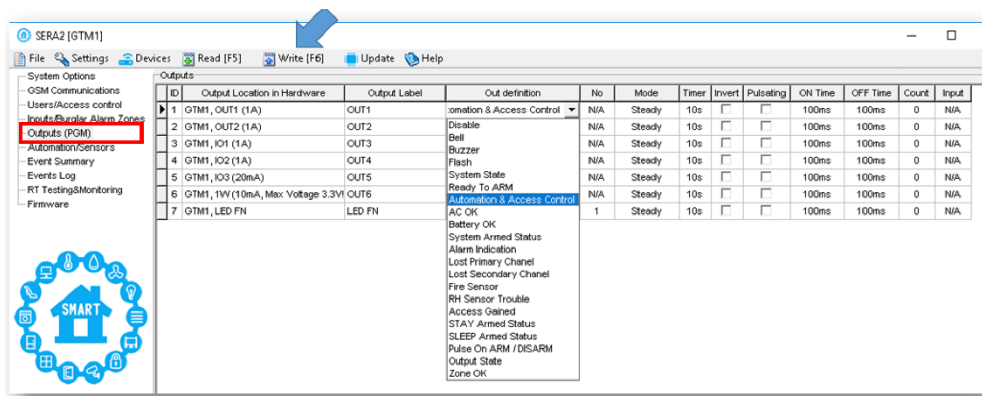 SERA2 [GTM1]
File Settings Devices Read [F5] Write [F6] Update Help
System Options
GSM Communications
Users/Access control
Inputs/Burglar Alarm Zones
Outputs (PGM)
Automation/Sensors
Event Summary
Events Log
RT Testing&Monitoring
Firmware
SMART
Outputs
ID Output Location in Hardware Output Label Out definition No Mode Timer Invert Pulsating ON Time OFF Time Count Input
1 GTM1, OUT1 (1A) OUT1 omation & Access Control N/A Steady 10s 100ms 100ms 0 N/A
2 GTM1, OUT2 (1A) OUT2 N/A Steady 10s 100ms 100ms 0 N/A
3 GTM1, IO1 (1A) OUT3 N/A Steady 10s 100ms 100ms 0 N/A
4 GTM1, IO2 (1A) OUT4 N/A Steady 10s 100ms 100ms 0 N/A
5 GTM1, IO3 (20mA) OUT5 N/A Steady 10s 100ms 100ms 0 N/A
6 GTM1, 1W (10mA, Max Voltage 3.3V OUT6 N/A Steady 10s 100ms 100ms 0 N/A
7 GTM1, LED FN LED FN 1 Steady 10s 100ms 100ms 0 N/A
Disable
Bell
Buzzer
Flash
System State
Ready To ARM
Automation & Access Control
AC OK
Battery OK
System Armed Status
Alarm Indication
Lost Primary Chanel
Lost Secondary Chanel
Fire Sensor
RH Sensor Trouble
Access Gained
STAY Armed Status
SLEEP Armed Status
Pulse On ARM / DISARM
Output State
Zone OK